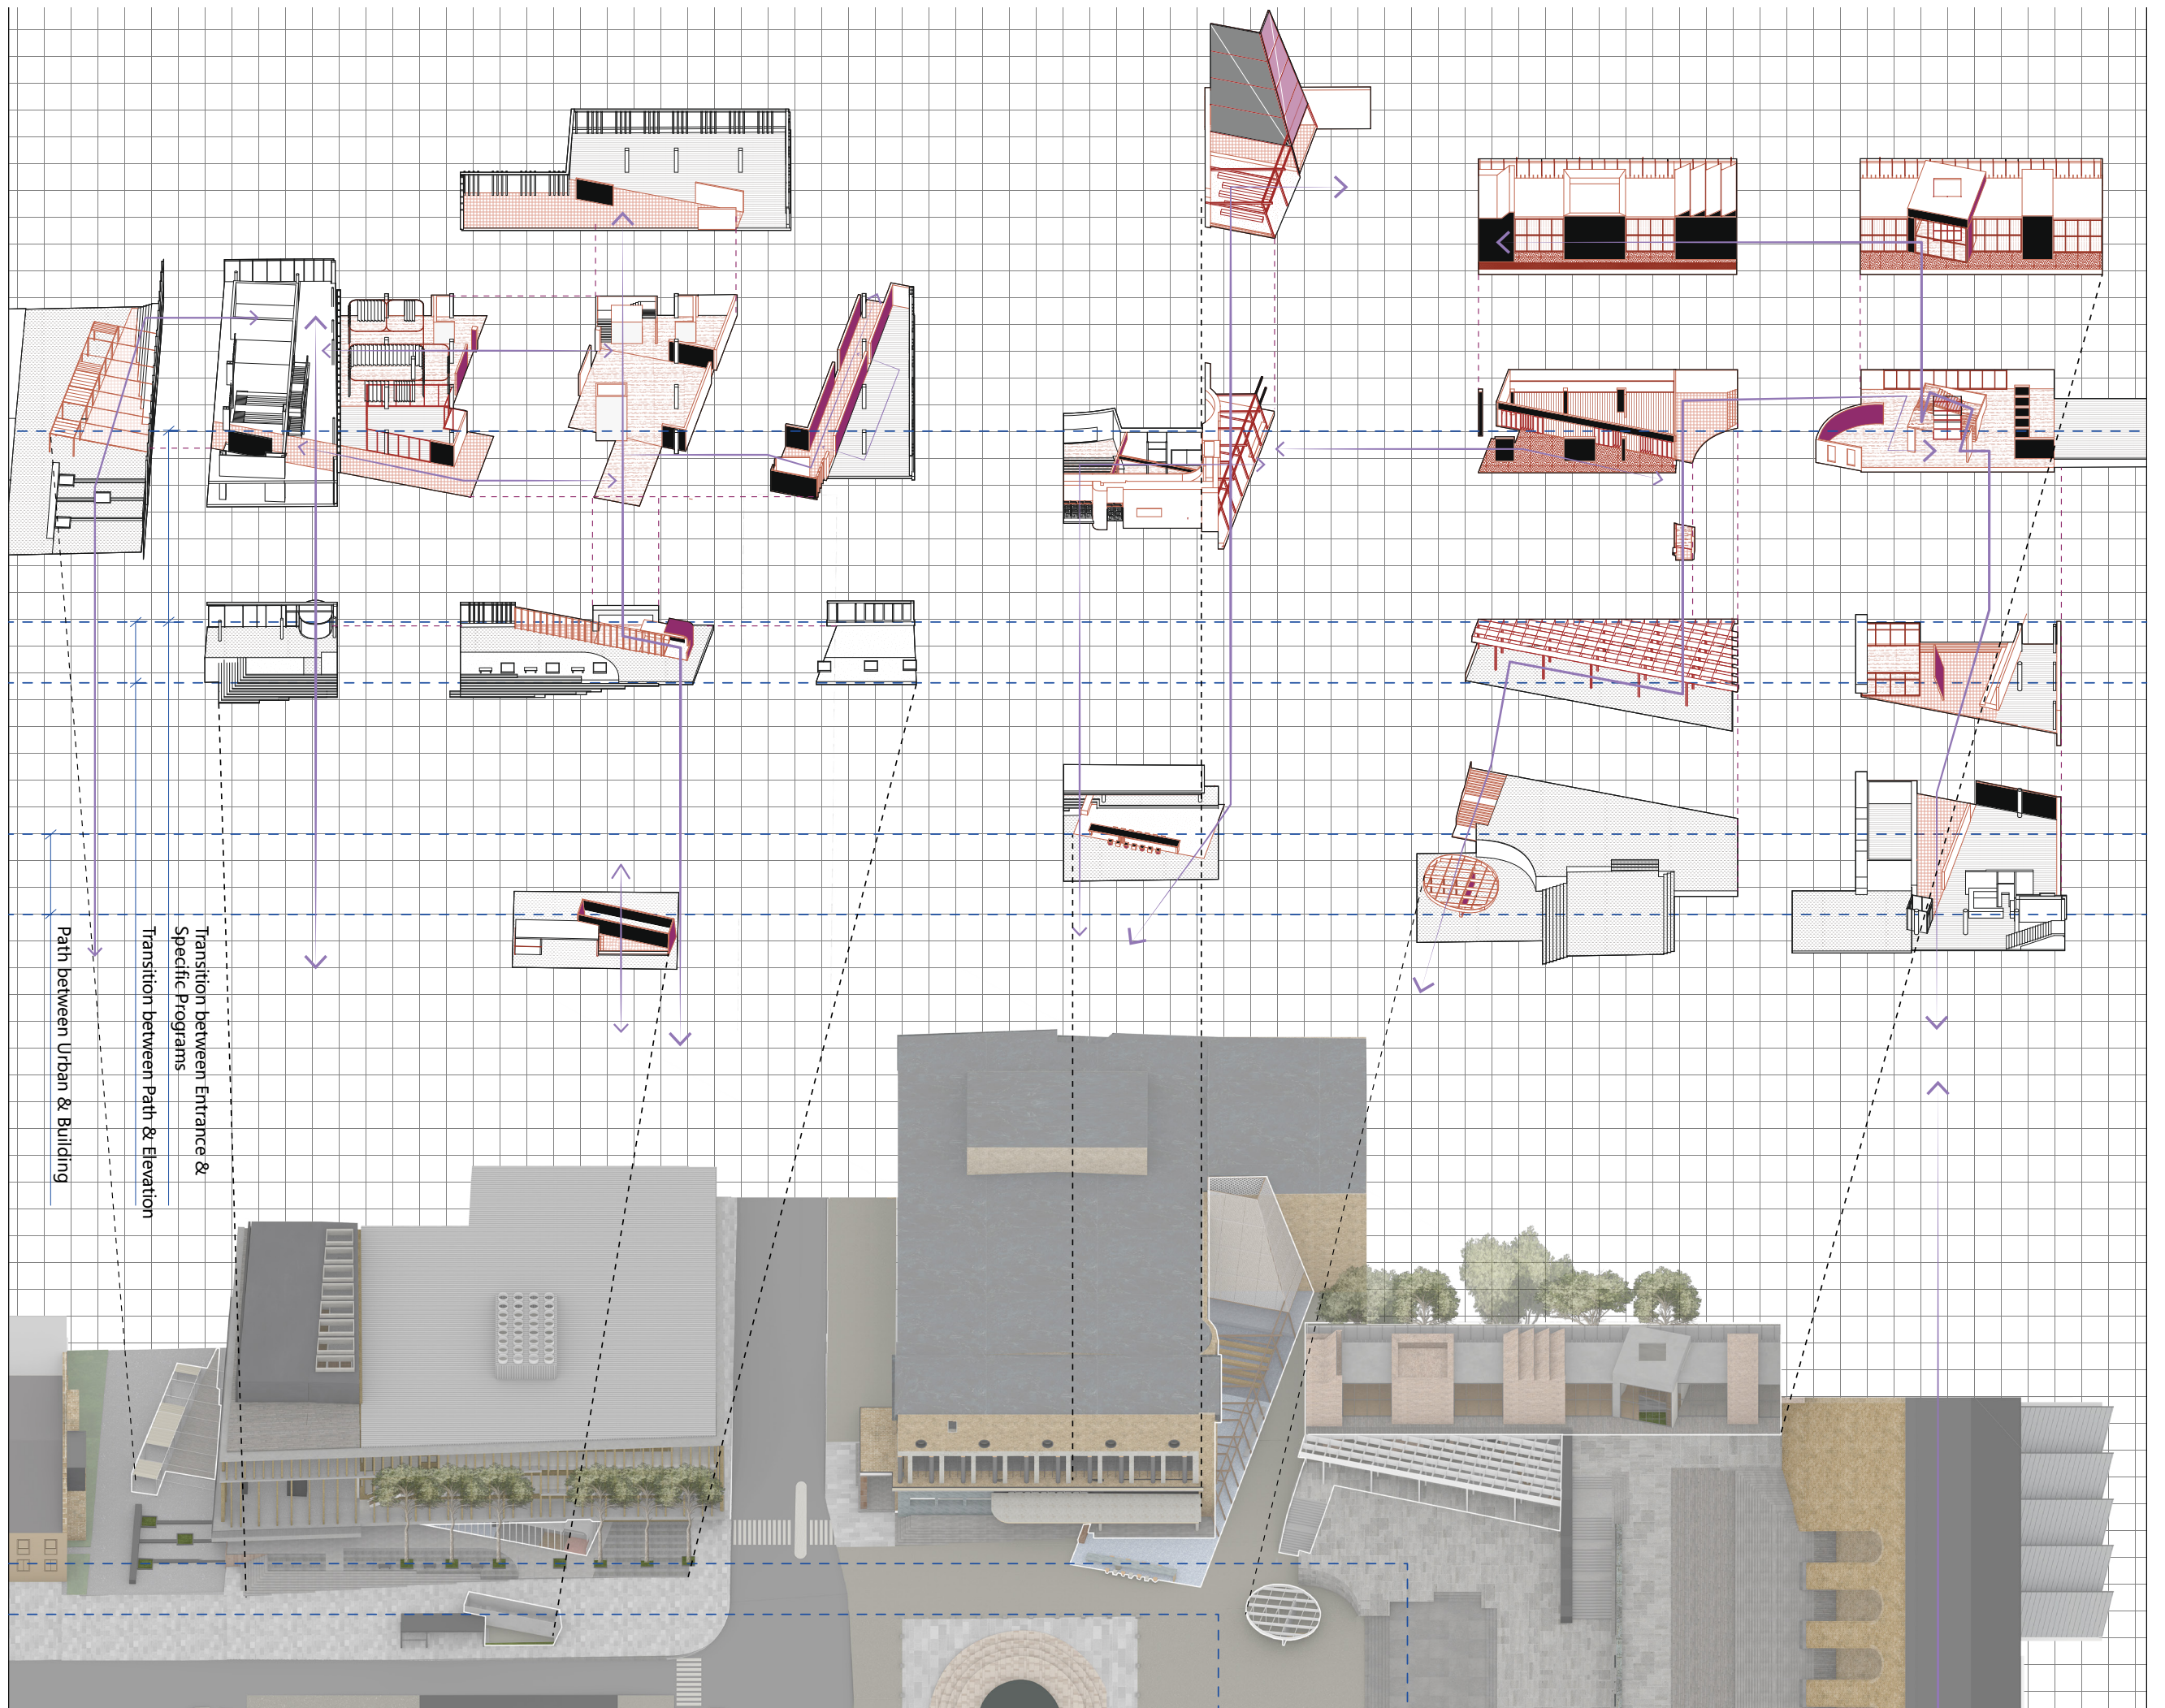 Transition between Entrance &
Specific Programs
Transition between Path & Elevation
Path between Urban & Building